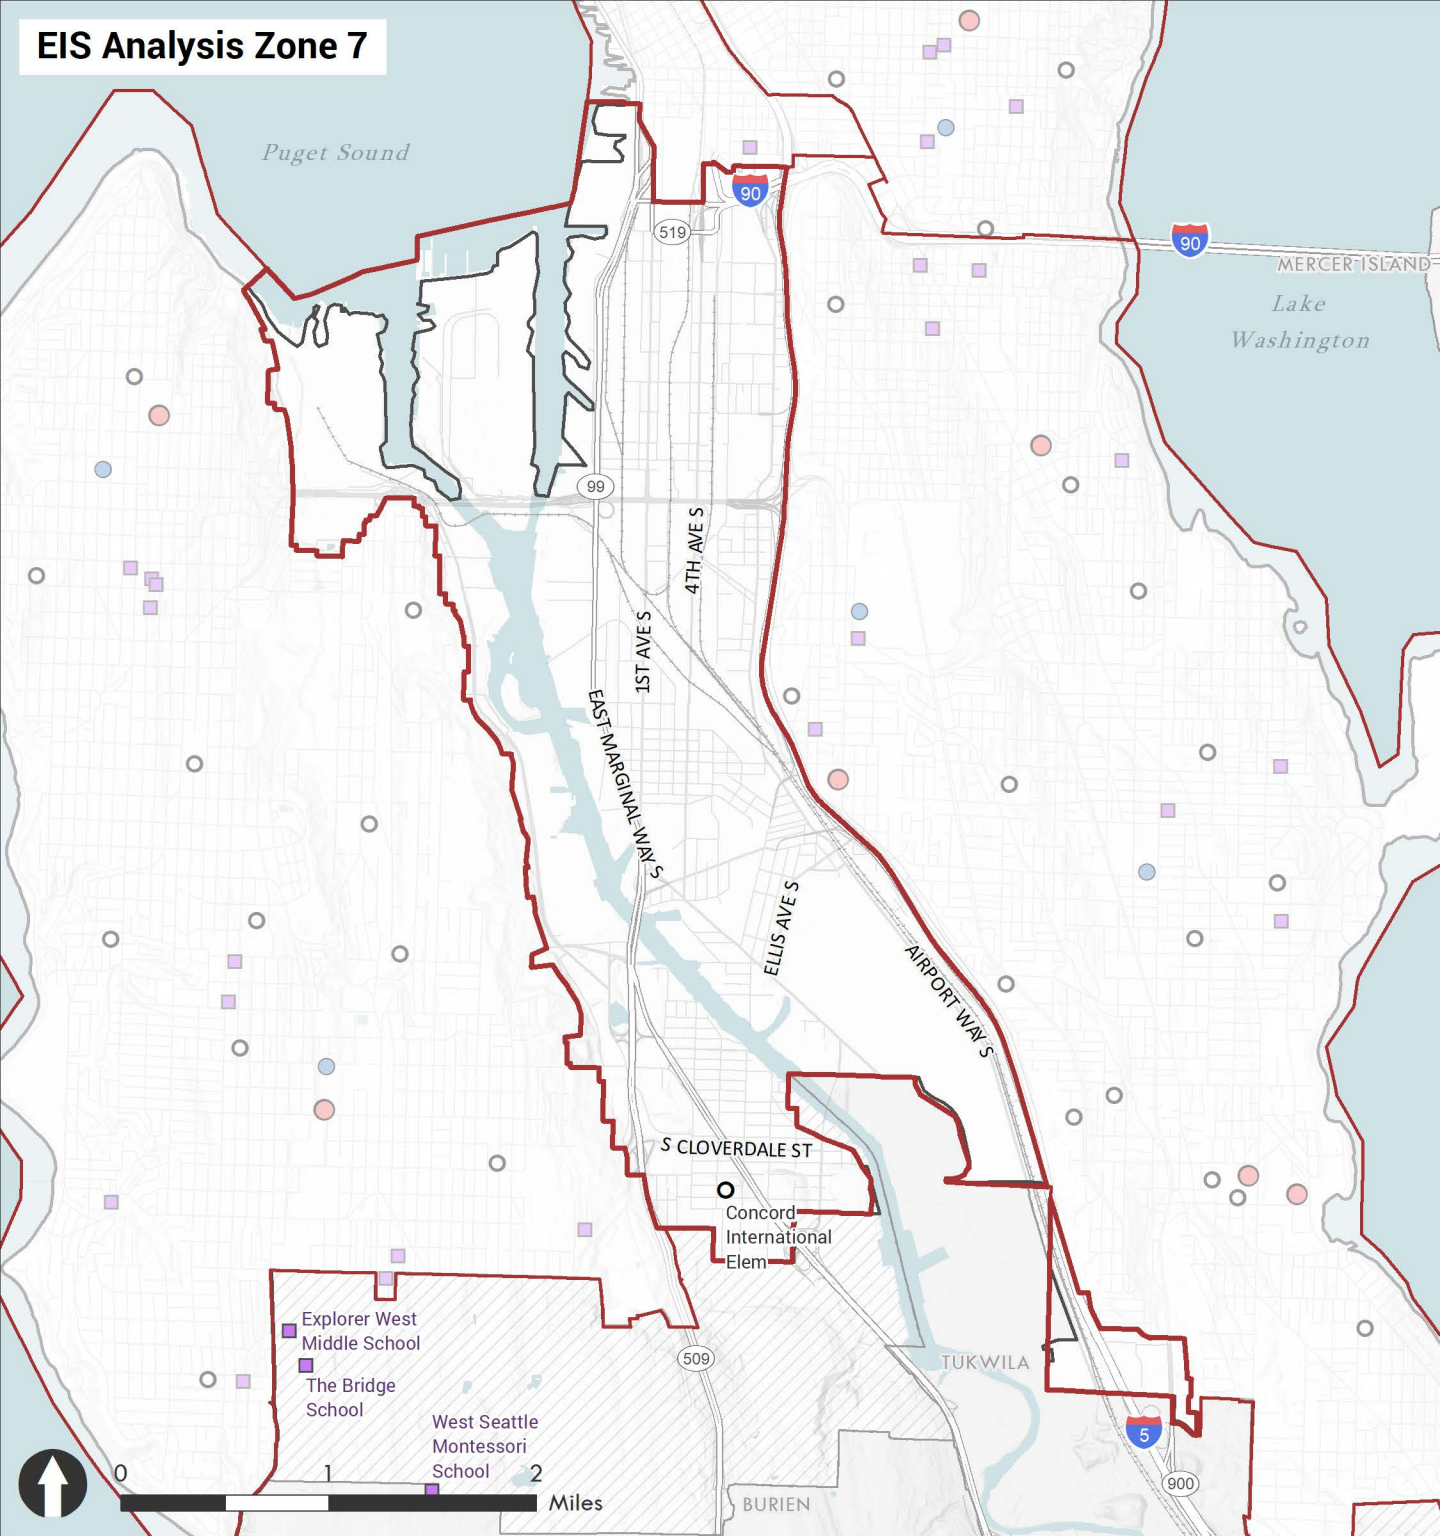 EIS Analysis Zone 7
Puget Sound
90
519
90
MERCER ISLAND
Lake
Washington
99
4TH AVE S
1ST AVE S
EAST MARGINAL WAY S
ELLIS AVE S
AIRPORT WAY S
S CLOVERDALE ST
Concord
International
Elem
Explorer West
Middle School
The Bridge
School
509
TUKWILA
West Seattle
Montessori
School
5
900
0 1 2
Miles
BURIEN